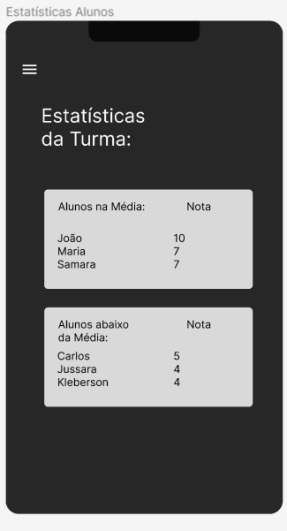 Estatísticas Alunos
Estatísticas
da Turma:
Alunos na Média: Nota
João 10
Maria 7
Samara 7
Alunos abaixo Nota
da Média:
Carlos 5
Jussara 4
Kleberson 4